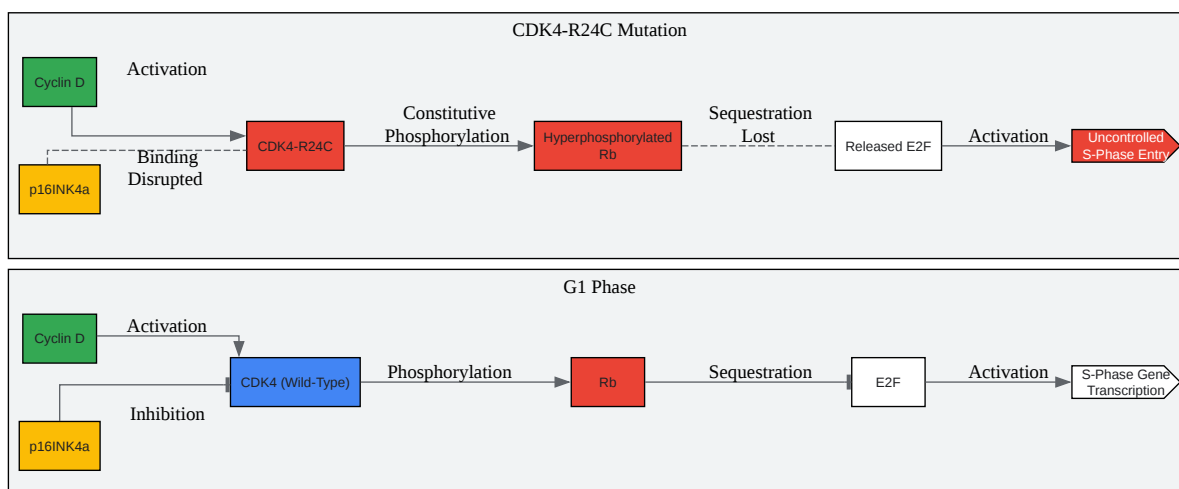 CDK4-R24C Mutation
Cyclin D
Activation
Constitutive
Phosphorylation
Sequestration
Lost
CDK4-R24C
Hyperphosphorylated
Rb
Released E2F
Activation
Uncontrolled
S-Phase Entry
Binding
Disrupted
p16INK4a
G1 Phase
Cyclin D
Activation
CDK4 (Wild-Type)
Phosphorylation
Rb
Sequestration
E2F
Activation
S-Phase Gene
Transcription
Inhibition
p16INK4a